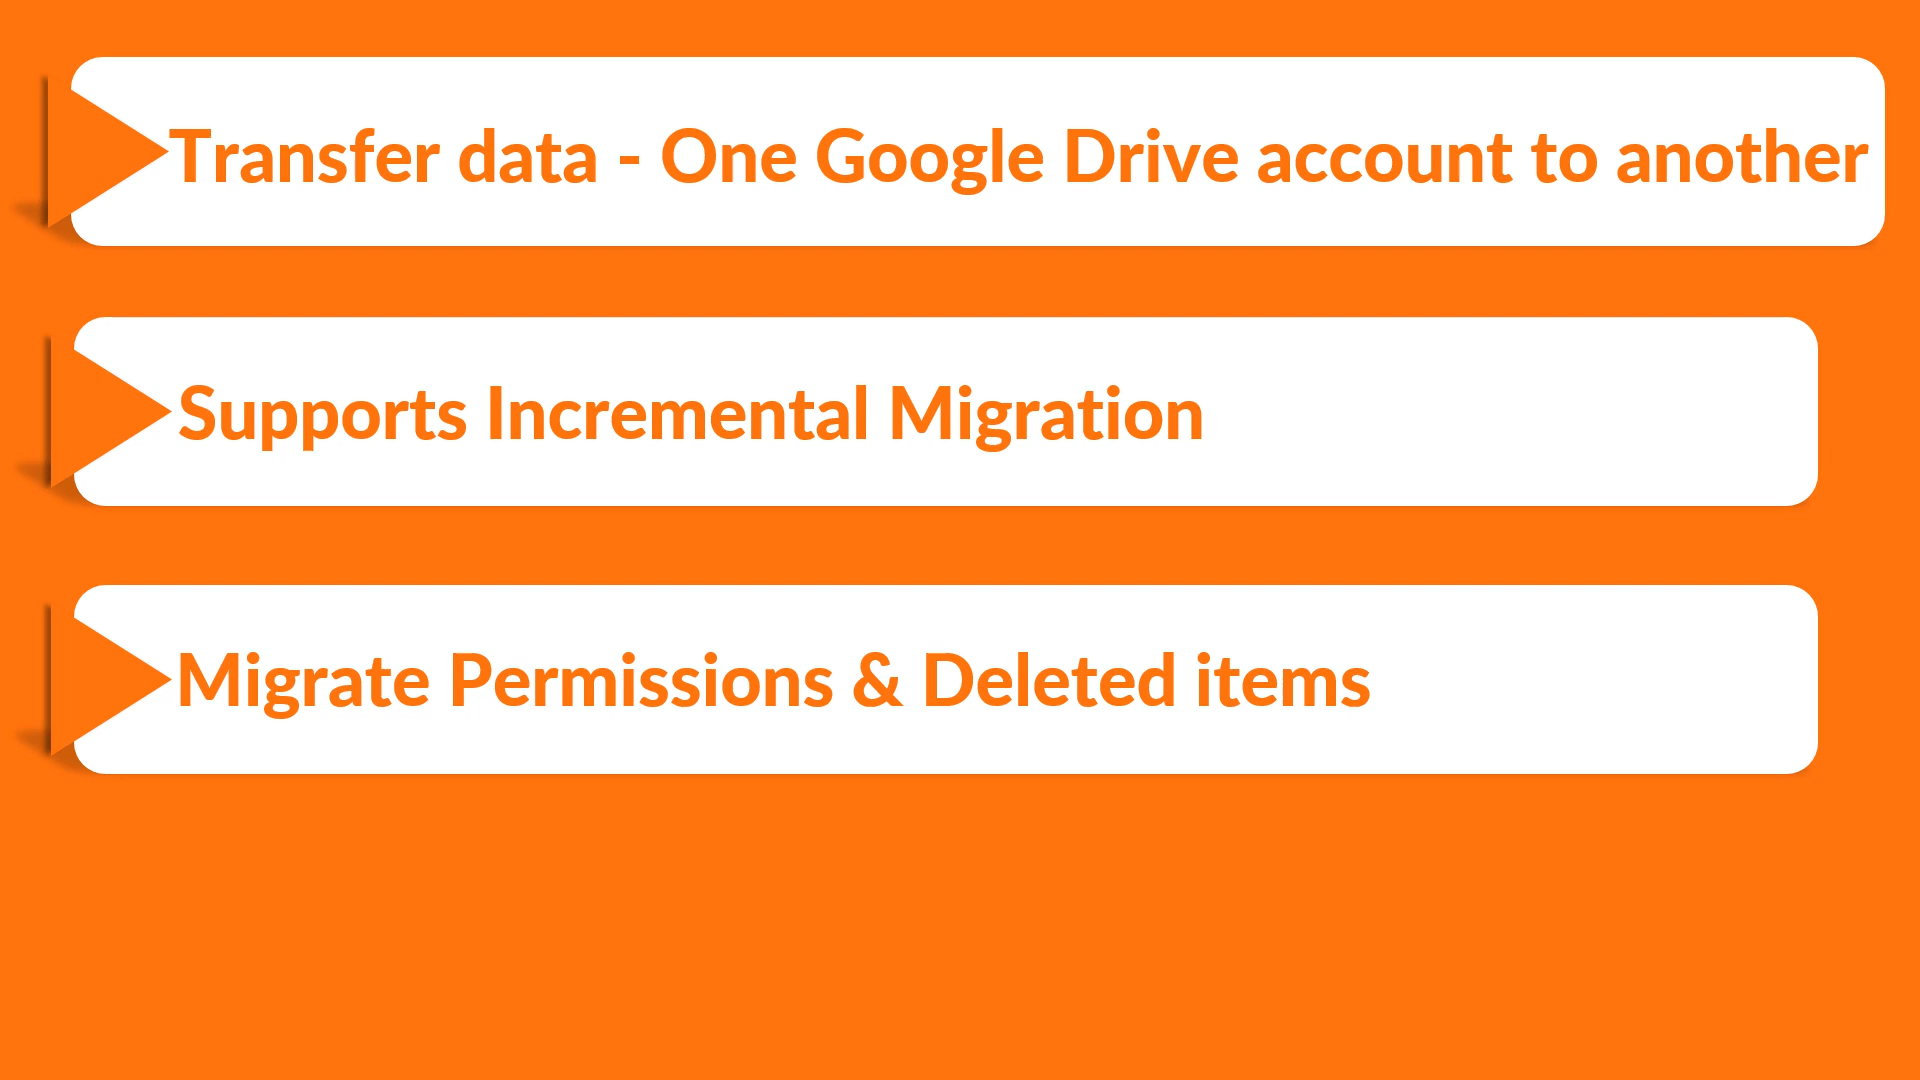 Transfer data - One Google Drive account to another
Supports Incremental Migration
Migrate Permissions & Deleted items